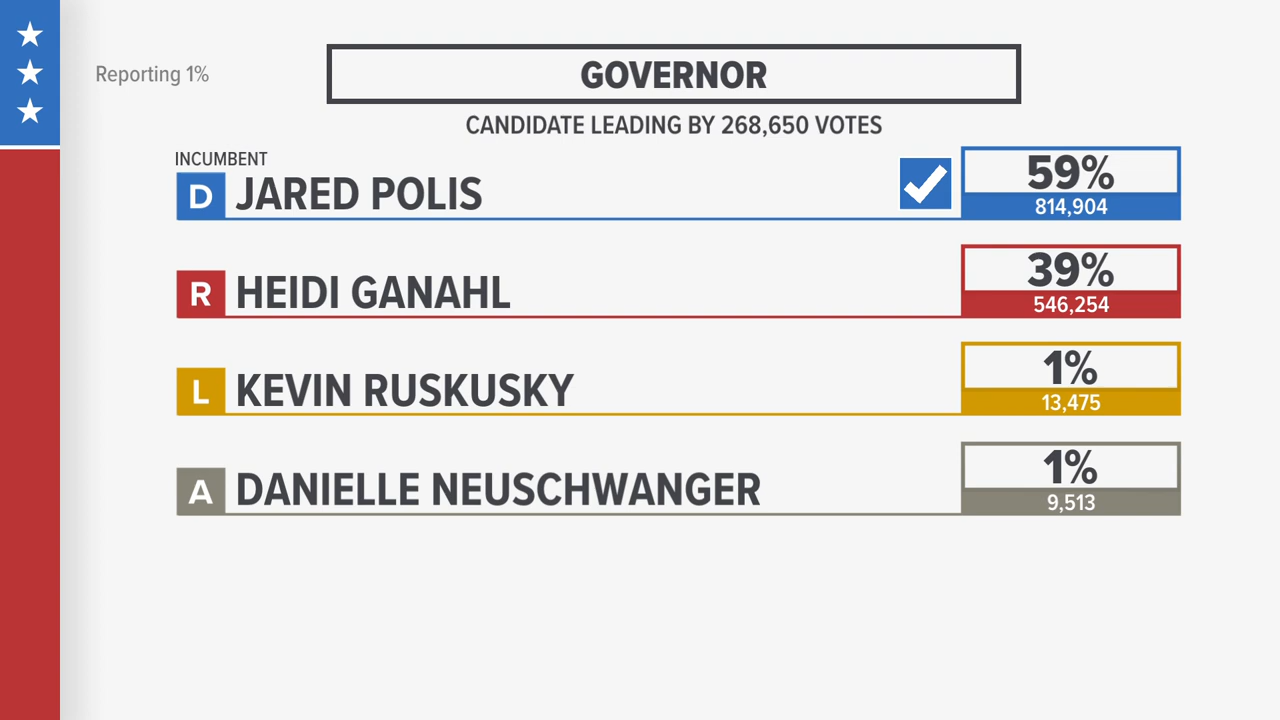 Reporting 1%
GOVERNOR
CANDIDATE LEADING BY 268,650 VOTES
INCUMBENT
D JARED POLIS 59%
814,904
R HEIDI GANAHL 39%
546,254
L KEVIN RUSKUSKY 1%
13,475
A DANIELLE NEUSCHWANGER 1%
9,513